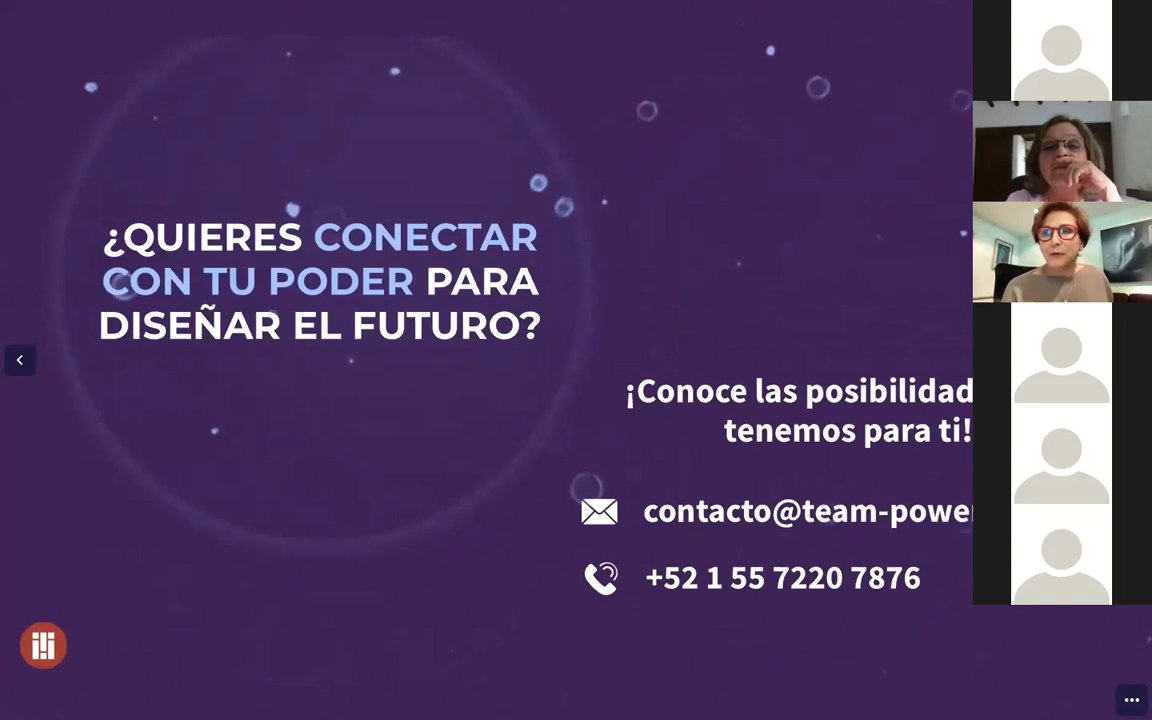 ¿QUIERES CONECTAR
CON TU PODER PARA
DISEÑAR EL FUTURO?
¡Conoce las posibilidad
tenemos para ti!
contacto@team-power
+52 1 55 7220 7876